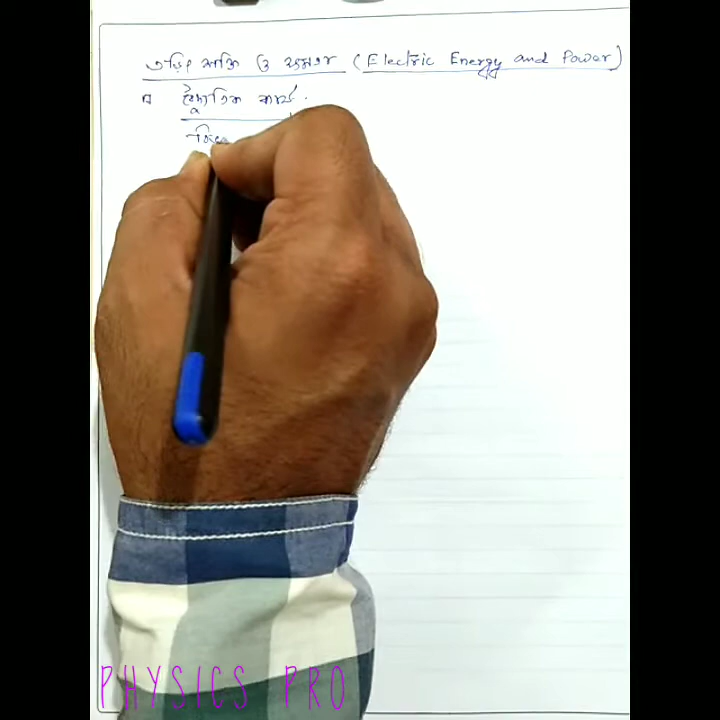 তড়িৎ শক্তি ও ক্ষমতা (Electric Energy and Power)
বৈদ্যুতিক কার্য :
PHYSICS PRO